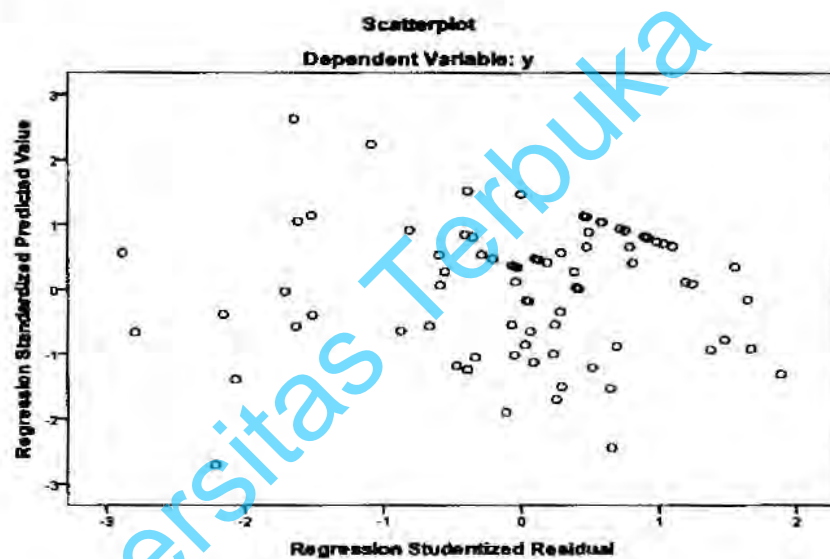 Scatterplot
Dependent Variable: y
Regression Standardized Predicted Value
3
2
1
0
-1
-2
-3
-3
-2
-1
0
1
2
Regression Studentized Residual
ersitas Terbuka